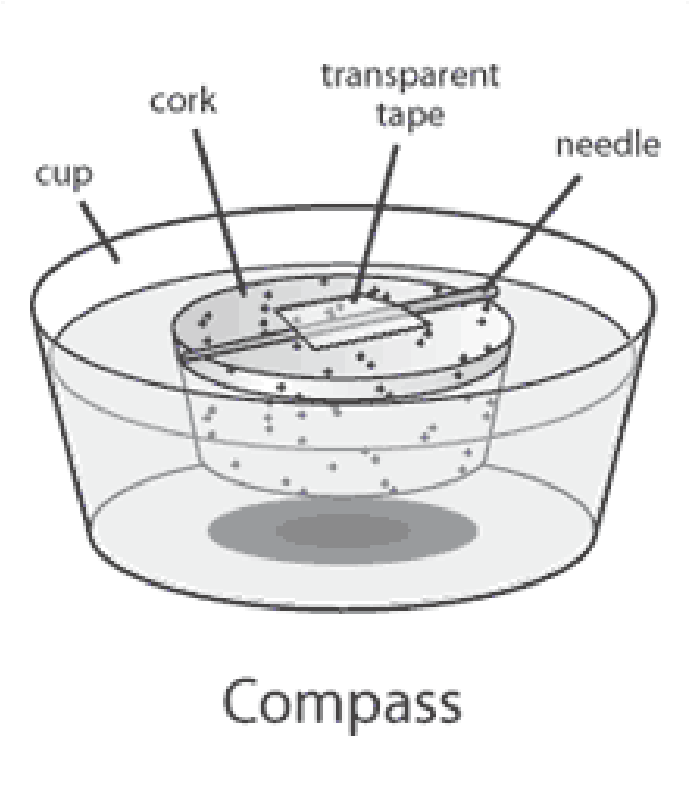 transparent
tape
cork
needle
cup
Compass